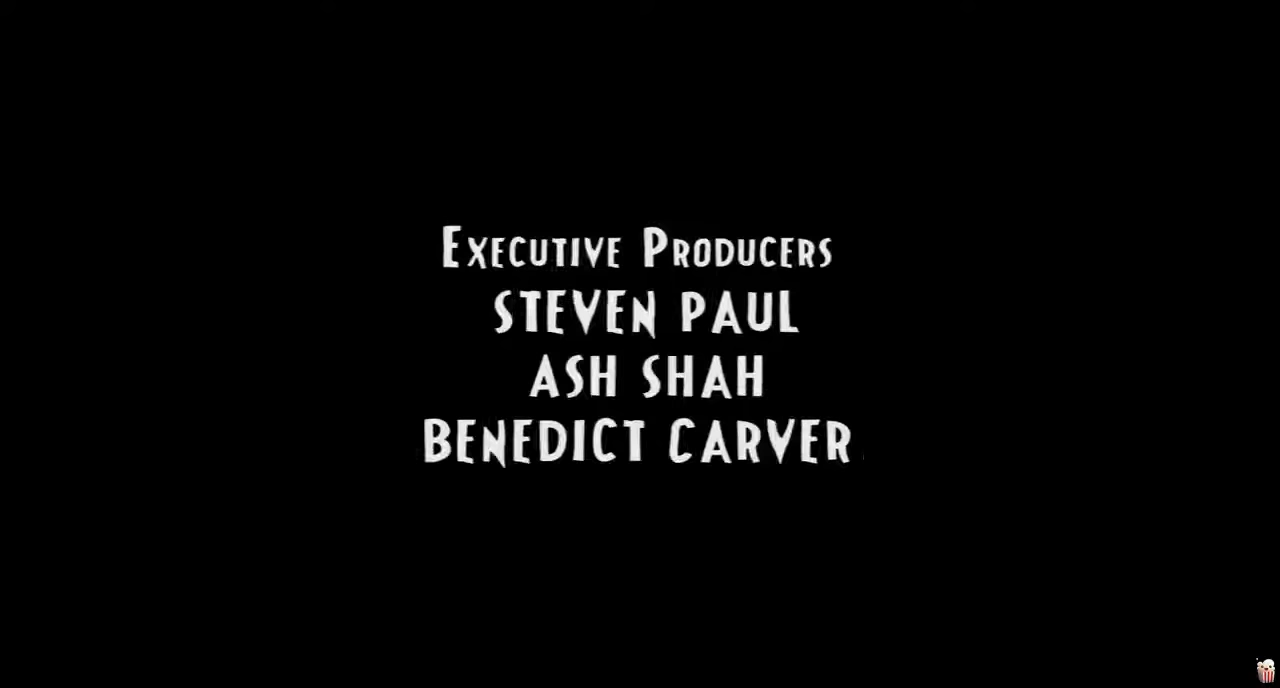 EXECUTIVE PRODUCERS
STEVEN PAUL
ASH SHAH
BENEDICT CARVER